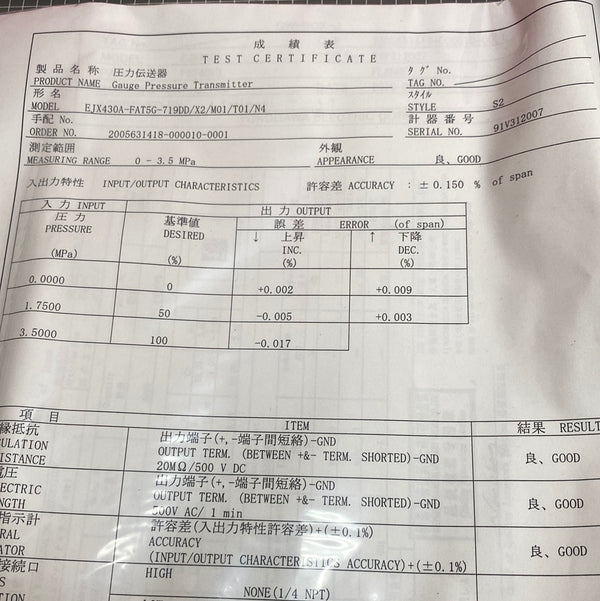 成 績 表
TEST CERTIFICATE
製 品 名 称 圧力伝送器
PRODUCT NAME Gauge Pressure Transmitter
タ グ No.
TAG NO.
形 名
MODEL EJX430A-FAT5G-719DD/X2/M01/T01/N4
スタイル
STYLE S2
手配 No.
ORDER NO. 2005631418-000010-0001
計 器 番 号
SERIAL NO. 91V312007
測定範囲
MEASURING RANGE 0 - 3.5 MPa
外観
APPEARANCE 良、GOOD
入出力特性 INPUT/OUTPUT CHARACTERISTICS 許容差 ACCURACY : ± 0.150 % of span
入 力 INPUT 出 力 OUTPUT
圧 力
PRESSURE
(MPa)
基準値
DESIRED
(%)
誤 差 ERROR (of span)
↓ 上昇
INC.
(%)
↑ 下降
DEC.
(%)
0.0000 0 +0.002 +0.009
1.7500 50 -0.005 +0.003
3.5000 100 -0.017
項 目 ITEM 結果 RESULT
縁抵抗
ULATION
ISTANCE
出力端子(+,-端子間短絡)-GND
OUTPUT TERM. (BETWEEN +&- TERM. SHORTED)-GND
20MΩ/500 V DC
良、GOOD
電圧
ECTRIC
NGTH
出力端子(+,-端子間短絡)-GND
OUTPUT TERM. (BETWEEN +&- TERM. SHORTED)-GND
500V AC/ 1 min
良、GOOD
指示計
RAL
ATOR
許容差(入出力特性許容差)+(±0.1%)
ACCURACY
(INPUT/OUTPUT CHARACTERISTICS ACCURACY)+(±0.1%)
良、GOOD
接続口
S
HIGH
NONE(1/4 NPT)